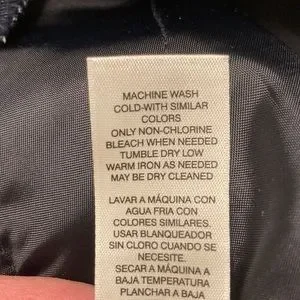 MACHINE WASH
COLD-WITH SIMILAR
COLORS
ONLY NON-CHLORINE
BLEACH WHEN NEEDED
TUMBLE DRY LOW
WARM IRON AS NEEDED
MAY BE DRY CLEANED
LAVAR A MÁQUINA CON
AGUA FRIA CON
COLORES SIMILARES.
USAR BLANQUEADOR
SIN CLORO CUANDO SE
NECESITE.
SECAR A MÁQUINA A
BAJA TEMPERATURA
PLANCHAR A BAJA